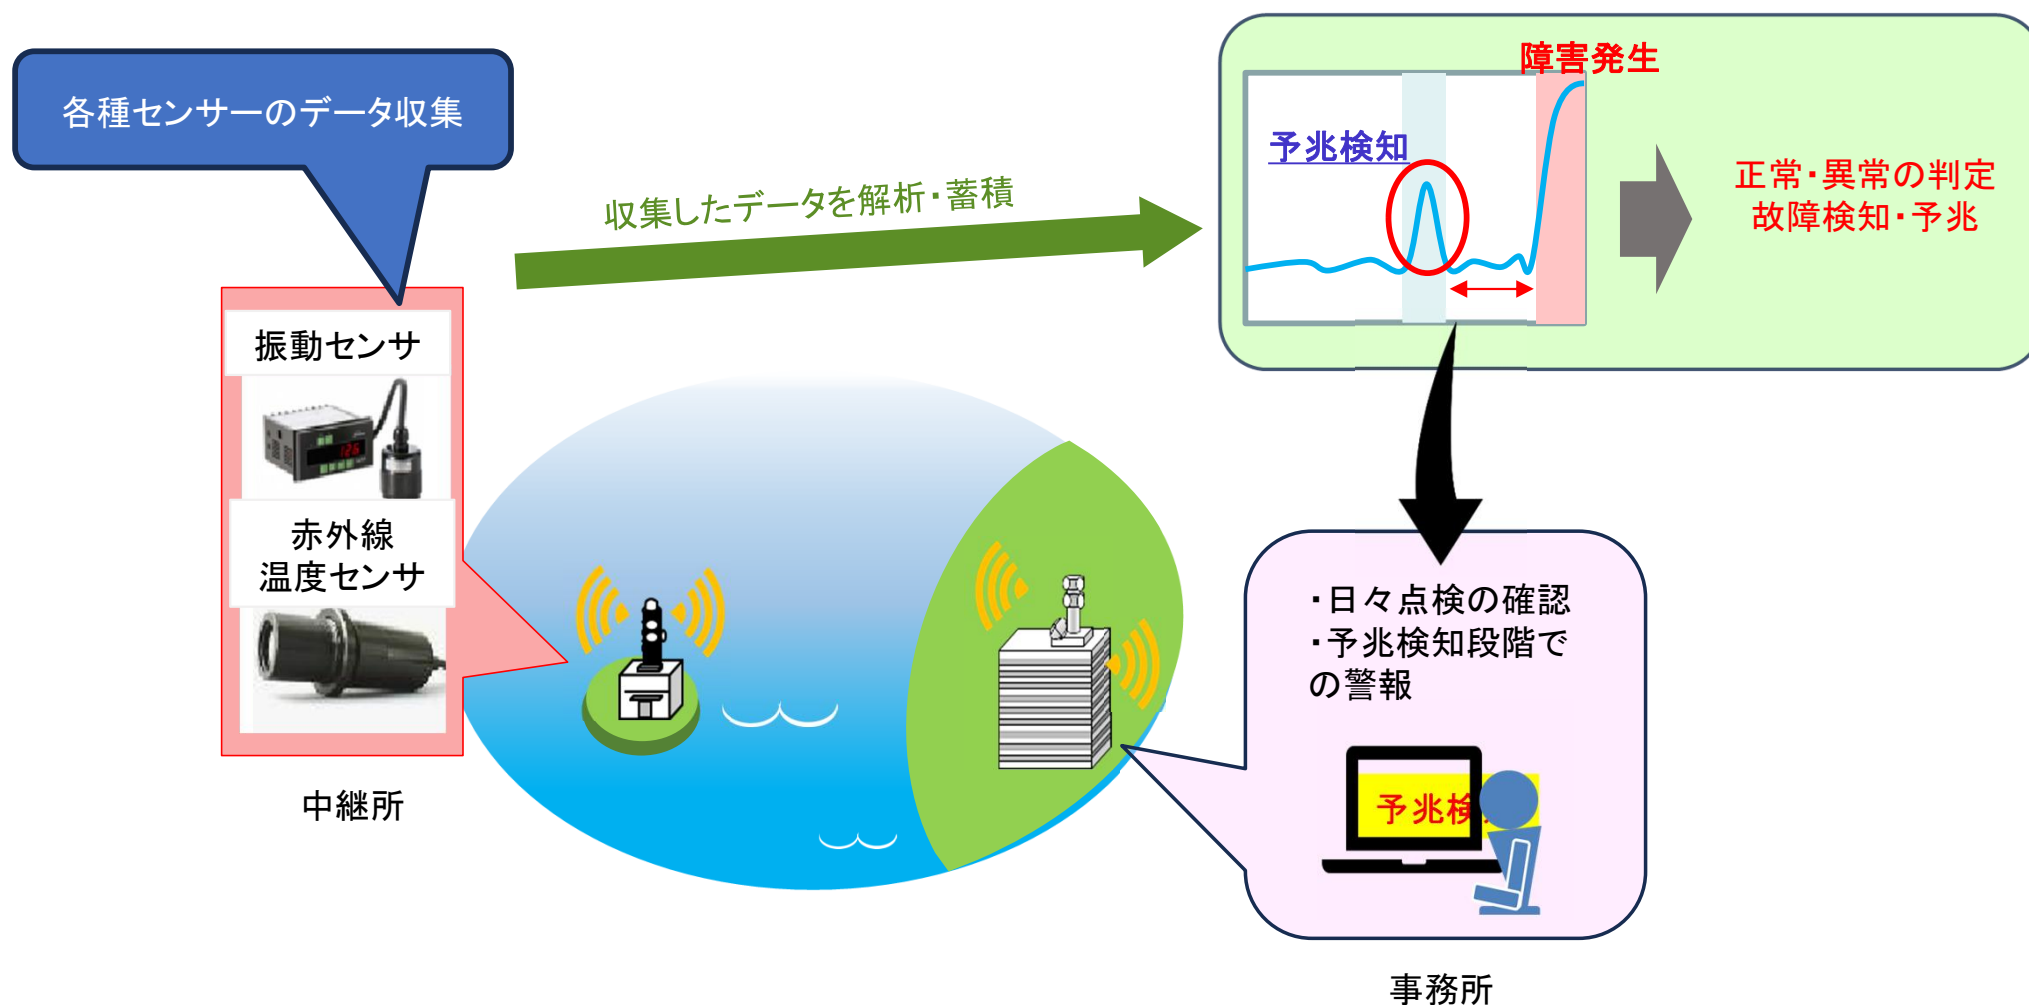 各種センサーのデータ収集
収集したデータを解析・蓄積
障害発生
予兆検知
正常・異常の判定
故障検知・予兆
振動センサ
126
赤外線
温度センサ
中継所
・日々点検の確認
・予兆検知段階で
の警報
予兆検
事務所